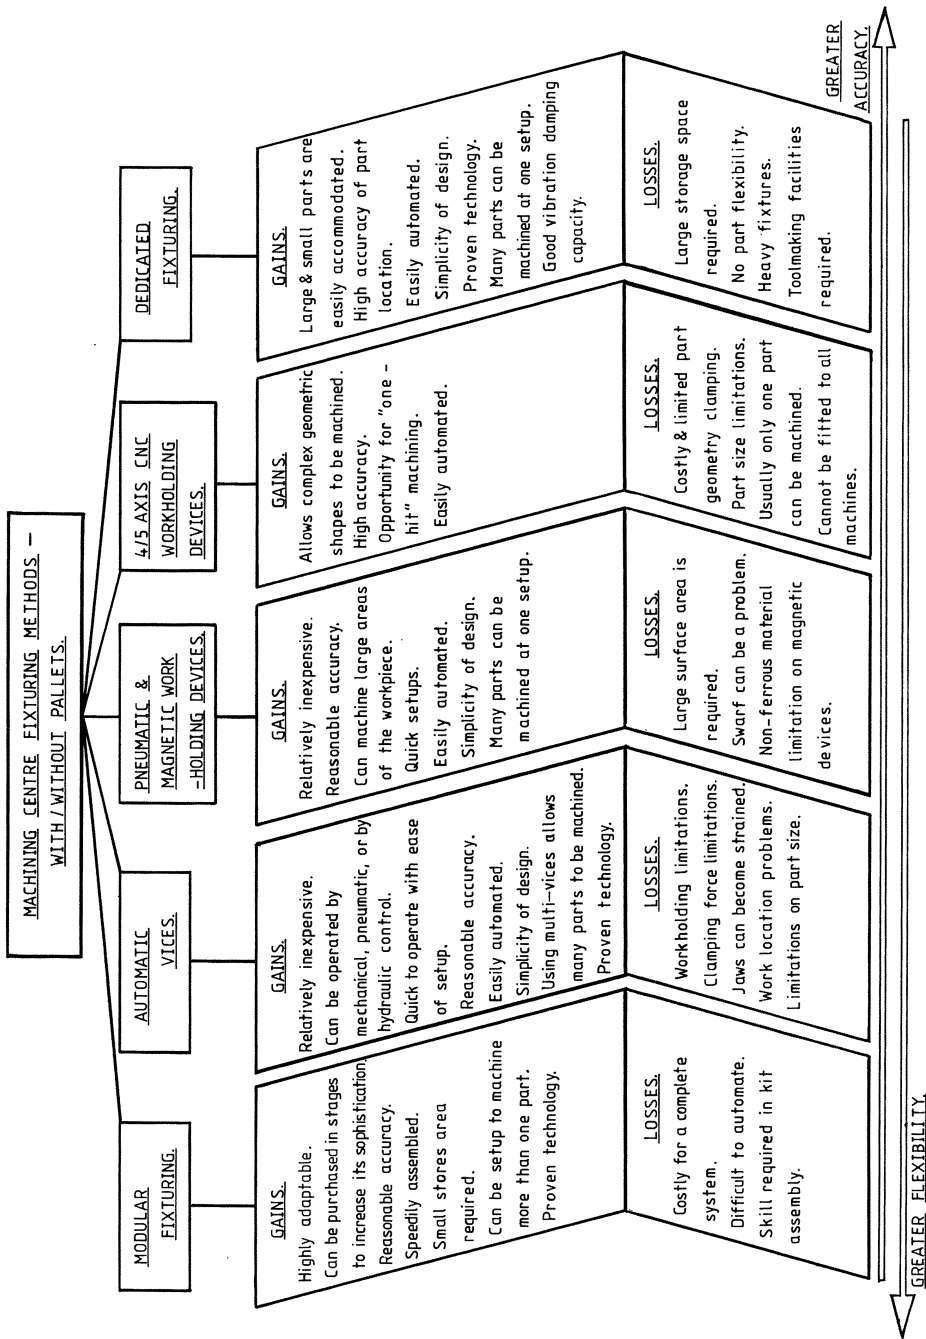 MACHINING CENTRE FIXTURING METHODS –
WITH/WITHOUT PALLETS.
MODULAR
FIXTURING.
AUTOMATIC
VICES.
PNEUMATIC &
MAGNETIC WORK
-HOLDING DEVICES.
4/5 AXIS CNC
WORKHOLDING
DEVICES.
DEDICATED
FIXTURING.
GAINS.
Highly adaptable.
Can be purchased in stages
to increase its sophistication.
Reasonable accuracy.
Speedily assembled.
Small stores area
required.
Can be setup to machine
more than one part.
Proven technology.
GAINS.
Relatively inexpensive.
Can be operated by
mechanical, pneumatic, or by
hydraulic control.
Quick to operate with ease
of setup.
Reasonable accuracy.
Easily automated.
Simplicity of design.
Using multi-vices allows
many parts to be machined.
Proven technology.
GAINS.
Relatively inexpensive.
Reasonable accuracy.
Can machine large areas
of the workpiece.
Quick setups.
Easily automated.
Simplicity of design.
Many parts can be
machined at one setup.
GAINS.
Allows complex geometric
shapes to be machined.
High accuracy.
Opportunity for "one –
hit" machining.
Easily automated.
GAINS.
Large & small parts are
easily accommodated.
High accuracy of part
location.
Easily automated.
Simplicity of design.
Proven technology.
Many parts can be
machined at one setup.
Good vibration damping
capacity.
LOSSES.
Costly for a complete
system.
Difficult to automate.
Skill required in kit
assembly.
LOSSES.
Workholding limitations.
Clamping force limitations.
Jaws can become strained.
Work location problems.
Limitations on part size.
LOSSES.
Large surface area is
required.
Swarf can be a problem.
Non-ferrous material
limitation on magnetic
devices.
LOSSES.
Costly & limited part
geometry clamping.
Part size limitations.
Usually only one part
can be machined.
Cannot be fitted to all
machines.
LOSSES.
Large storage space
required.
No part flexibility.
Heavy fixtures.
Toolmaking facilities
required.
GREATER
ACCURACY.
GREATER FLEXIBILITY.